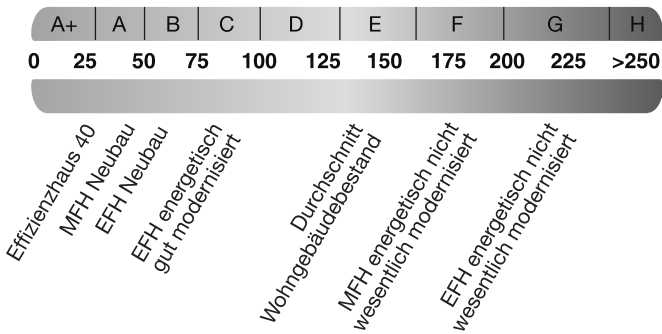 A+ A B C D E F G H
0 25 50 75 100 125 150 175 200 225 >250
Effizienzhaus 40
MFH Neubau
EFH Neubau
EFH energetisch
gut modernisiert
Durchschnitt
Wohngebäudebestand
MFH energetisch nicht
wesentlich modernisiert
EFH energetisch nicht
wesentlich modernisiert